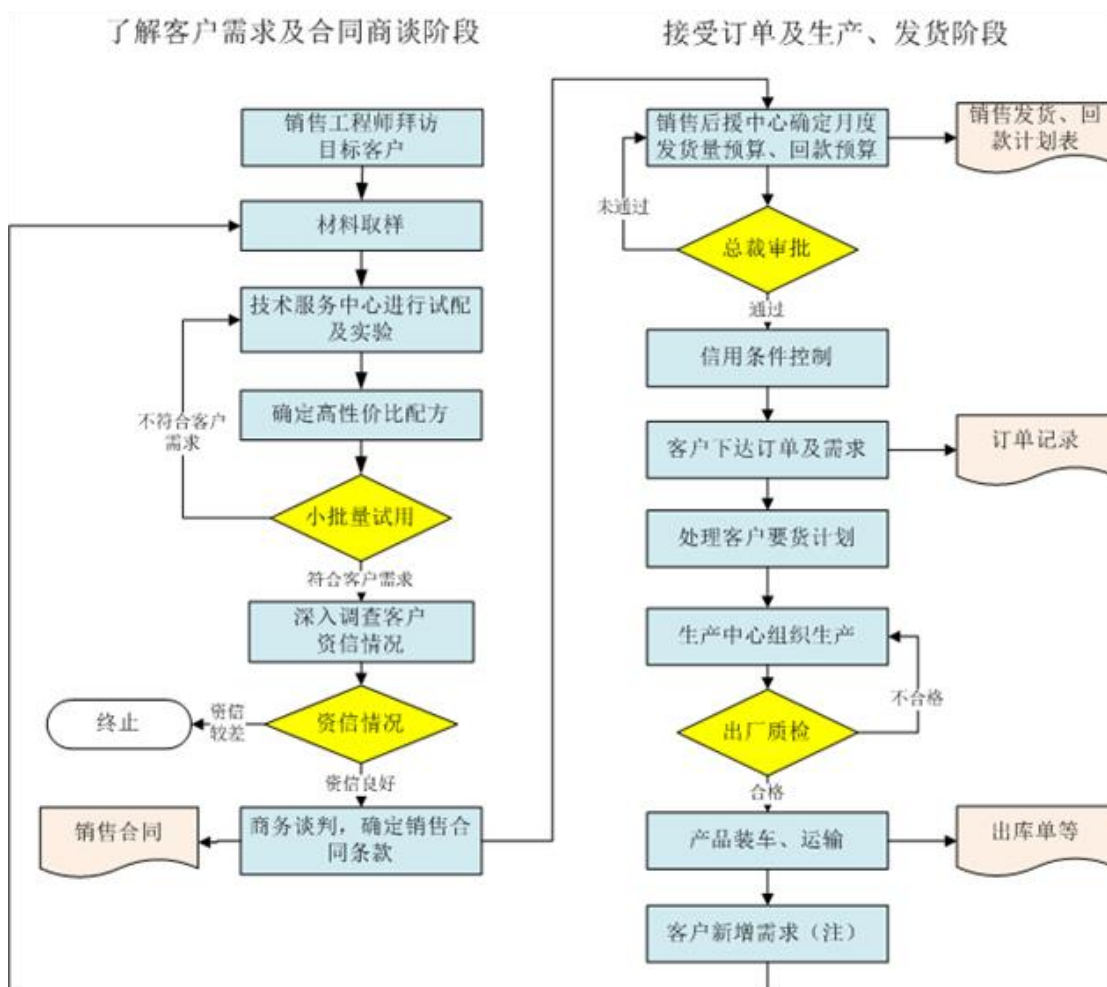 了解客户需求及合同商谈阶段
销售工程师拜访
目标客户
材料取样
技术服务中心进行试配
及实验
确定高性价比配方
不符合客户
需求
小批量试用
符合客户需求
深入调查客户
资信情况
资信情况
资信
较差
终止
资信良好
商务谈判，确定销售合
同条款
销售合同
接受订单及生产、发货阶段
销售后援中心确定月度
发货量预算、回款预算
销售发货、回
款计划表
未通过
总裁审批
通过
信用条件控制
客户下达订单及需求
订单记录
处理客户要货计划
生产中心组织生产
不合格
出厂质检
合格
产品装车、运输
出库单等
客户新增需求（注）